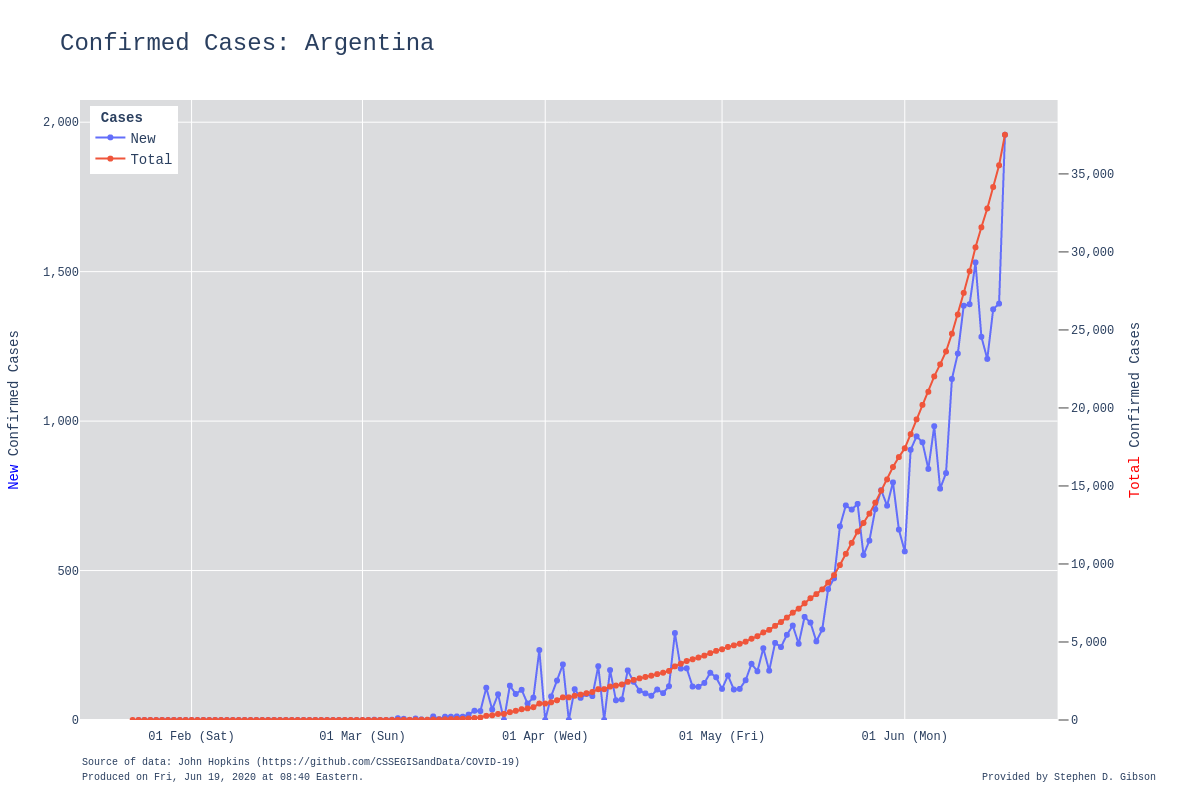 Confirmed Cases: Argentina
Cases
New
Total
2,000
1,500
1,000
500
0
35,000
30,000
25,000
20,000
15,000
10,000
5,000
0
New Confirmed Cases
Total Confirmed Cases
01 Feb (Sat)
01 Mar (Sun)
01 Apr (Wed)
01 May (Fri)
01 Jun (Mon)
Source of data: John Hopkins (https://github.com/CSSEGISandData/COVID-19)
Produced on Fri, Jun 19, 2020 at 08:40 Eastern.
Provided by Stephen D. Gibson